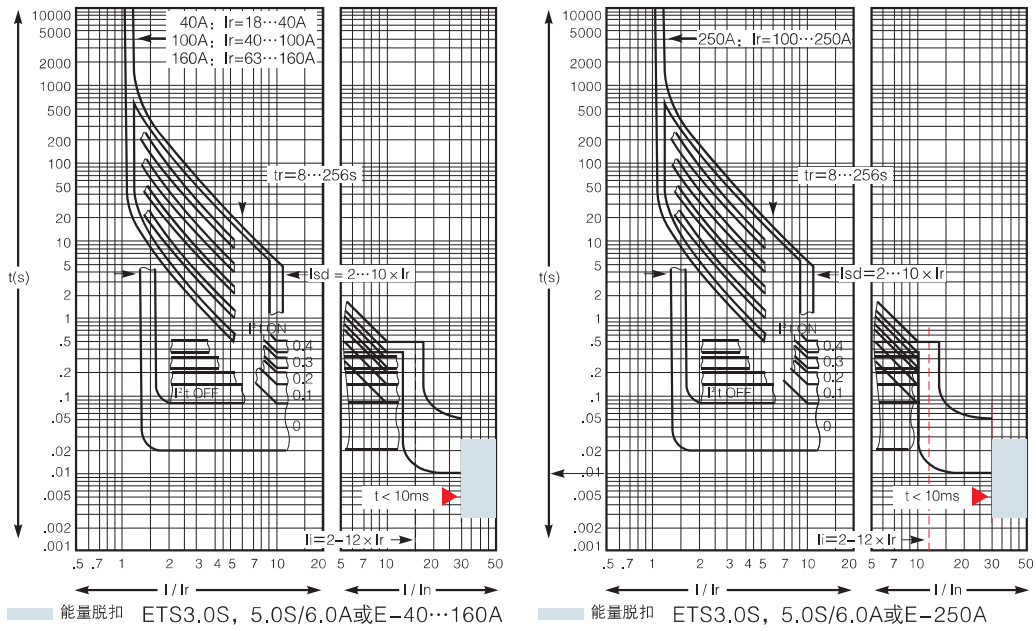 40A：Ir=18…40A
100A：Ir=40…100A
160A：Ir=63…160A
10000
5000
2000
1000
500
200
100
50
20
10
5
2
1
.5
.2
.1
.05
.02
.01
.005
.002
.001
t(s)
tr=8…256s
Isd = 2…10×Ir
I²t ON
0.4
0.3
0.2
0.1
0
I²t OFF
t < 10ms
Ii=2-12×Ir
.5 .7 1 2 3 4 5 7 10 20
5 7 10 20 30 50
I / Ir
I / In
能量脱扣 ETS3.0S，5.0S/6.0A或E-40…160A
250A：Ir=100…250A
10000
5000
2000
1000
500
200
100
50
20
10
5
2
1
.5
.2
.1
.05
.02
.01
.005
.002
.001
t(s)
tr=8…256s
Isd=2…10×Ir
I²t ON
0.4
0.3
0.2
0.1
0
I²t OFF
t < 10ms
Ii=2-12×Ir
.5 .7 1 2 3 4 5 7 10 20
5 7 10 20 30 50
I / Ir
I / In
能量脱扣 ETS3.0S，5.0S/6.0A或E-250A